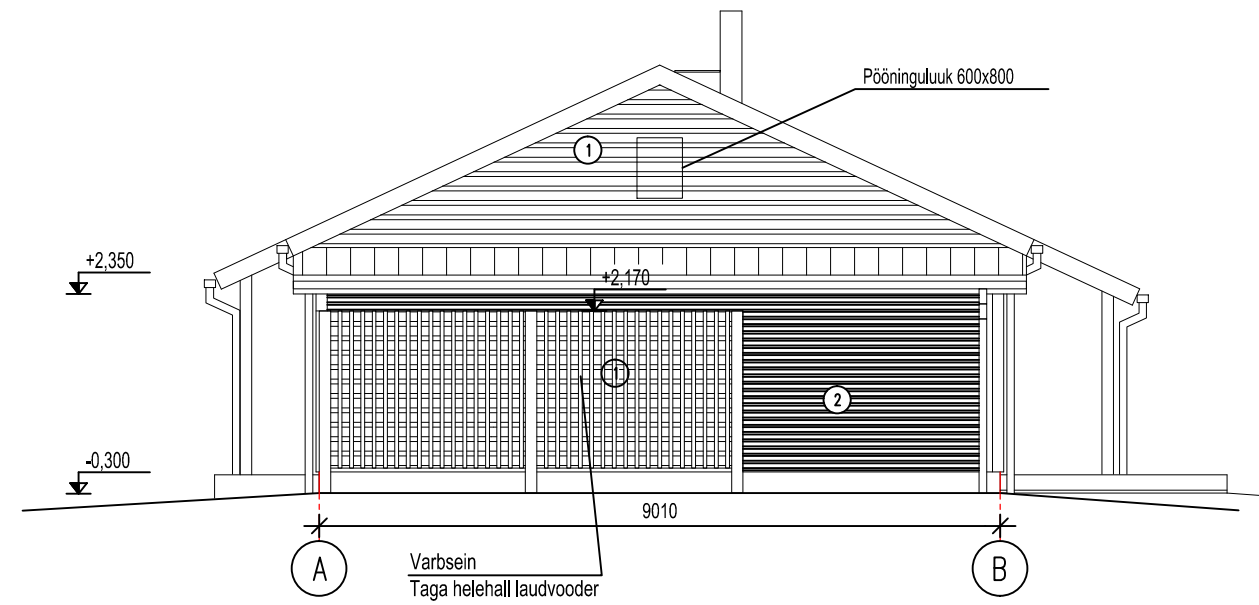 Pööninguluuk 600x800
1
+2,350
+2,170
1
2
-0,300
9010
A
B
Varbsein
Taga helehall laudvooder